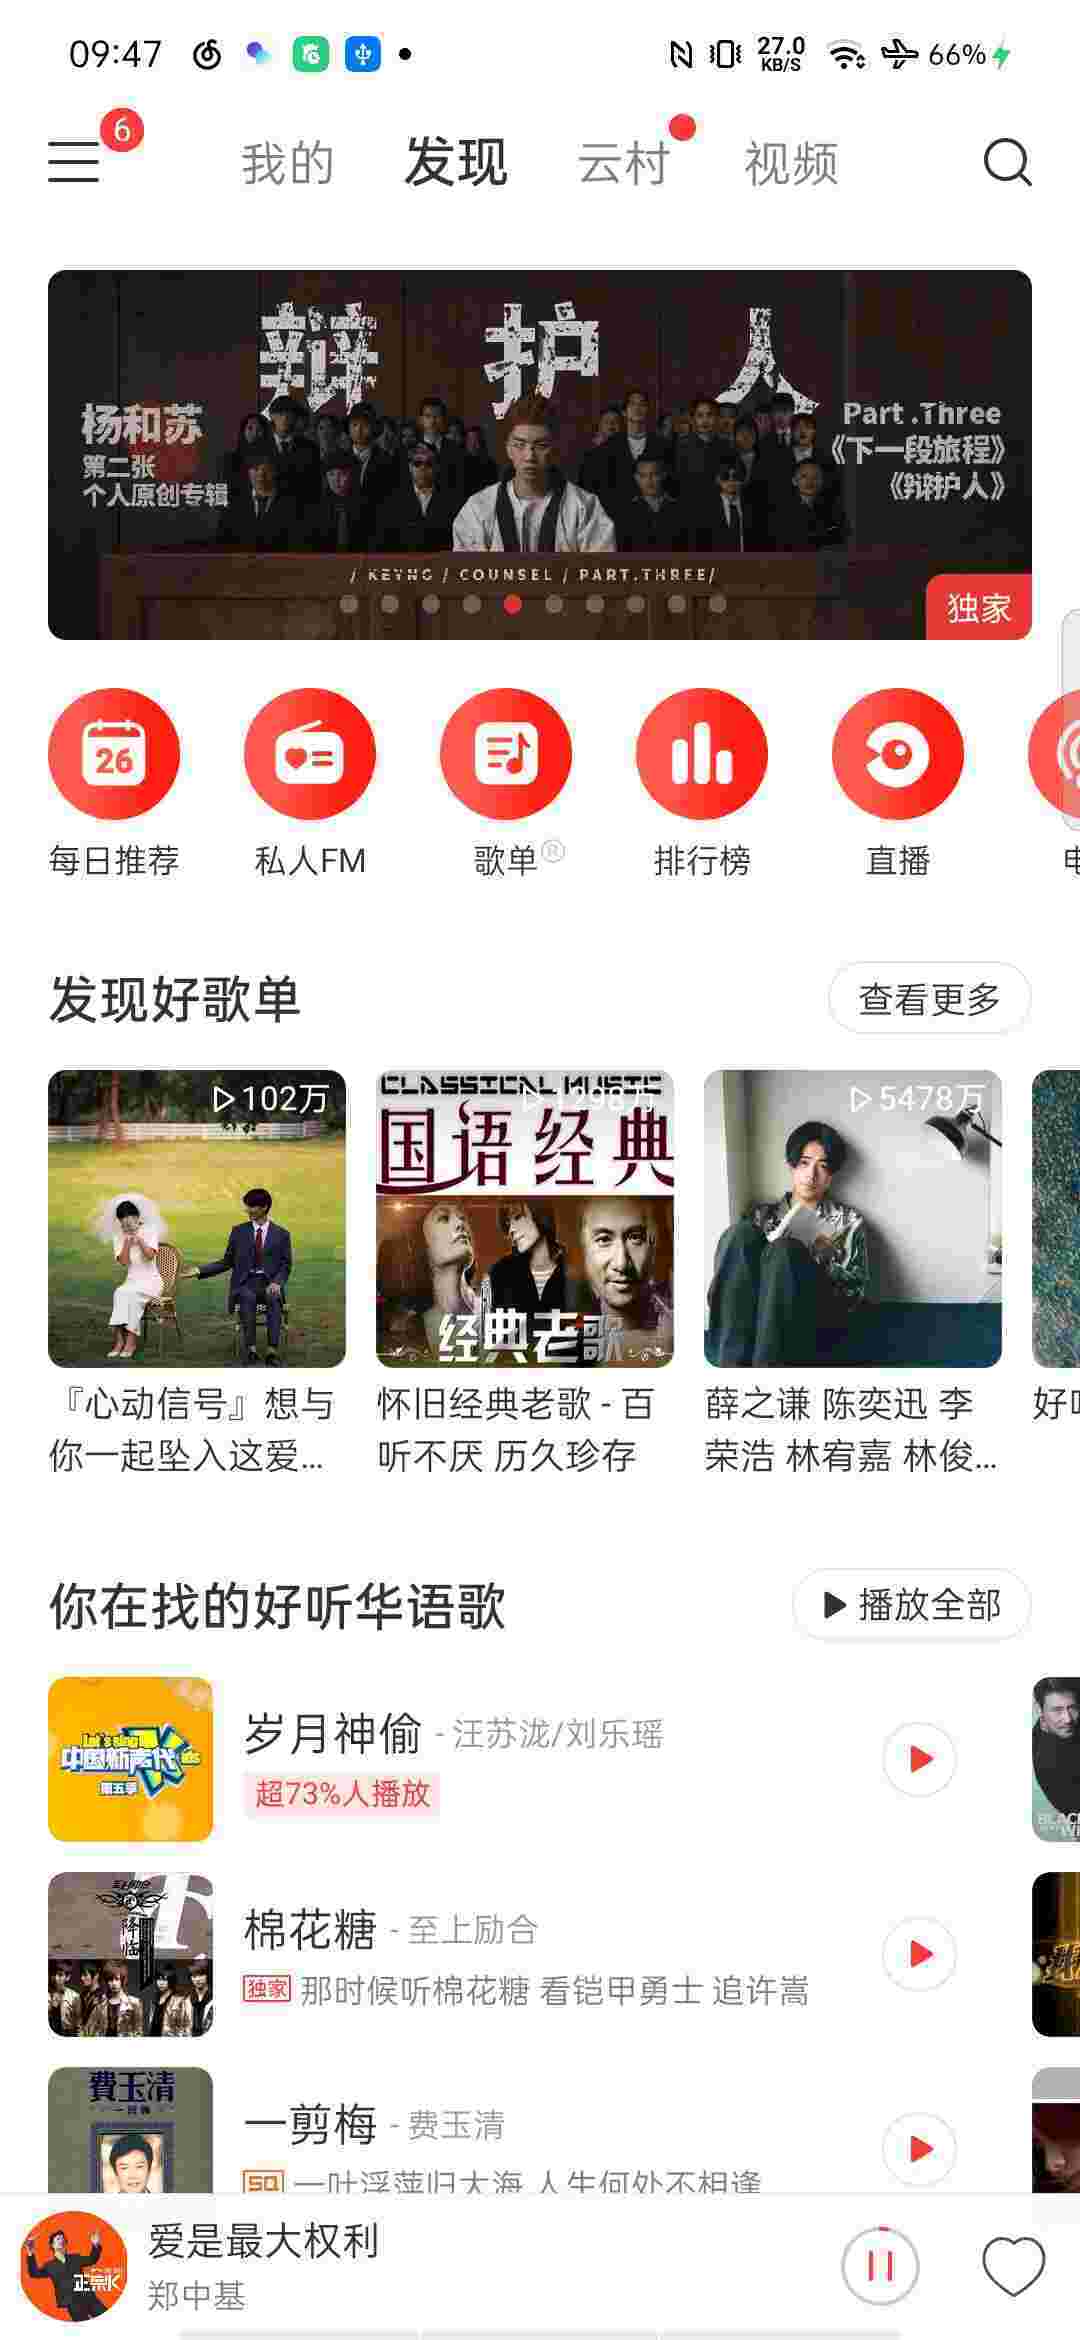 09:47
27.0
KB/S
66%
6
我的
发现
云村
视频
辩护人
杨和苏
第二张
个人原创专辑
Part.Three
《下一段旅程》
《辩护人》
/ KEYNG / COUNSEL / PART.THREE/
独家
26
每日推荐
私人FM
歌单®
排行榜
直播
发现好歌单
查看更多
102万
CLASSICAL MUSIC
1298万
国语经典
经典老歌
5478万
『心动信号』想与
你一起坠入这爱...
怀旧经典老歌 - 百
听不厌 历久珍存
薛之谦 陈奕迅 李
荣浩 林宥嘉 林俊...
你在找的好听华语歌
播放全部
Let's sing
中国新声代
第五季
岁月神偷 - 汪苏泷/刘乐瑶
超73%人播放
降临
棉花糖 - 至上励合
独家 那时候听棉花糖 看铠甲勇士 追许嵩
費玉清
一剪梅
一剪梅 - 费玉清
SQ 一叶浮萍归大海 人生何处不相逢
正宗K
爱是最大权利
郑中基